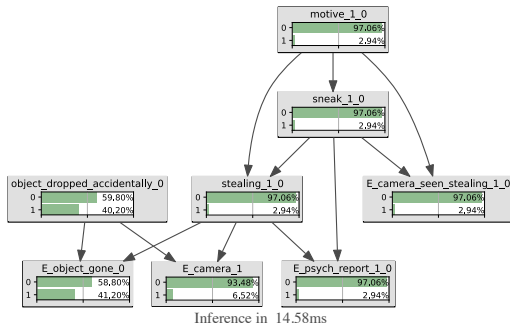 motive_1_0
0 97.06%
1 2.94%
sneak_1_0
0 97.06%
1 2.94%
object_dropped_accidentally_0
0 59.80%
1 40.20%
stealing_1_0
0 97.06%
1 2.94%
E_camera_seen_stealing_1_0
0 97.06%
1 2.94%
E_object_gone_0
0 58.80%
1 41.20%
E_camera_1
0 93.48%
1 6.52%
E_psych_report_1_0
0 97.06%
1 2.94%
Inference in 14.58ms